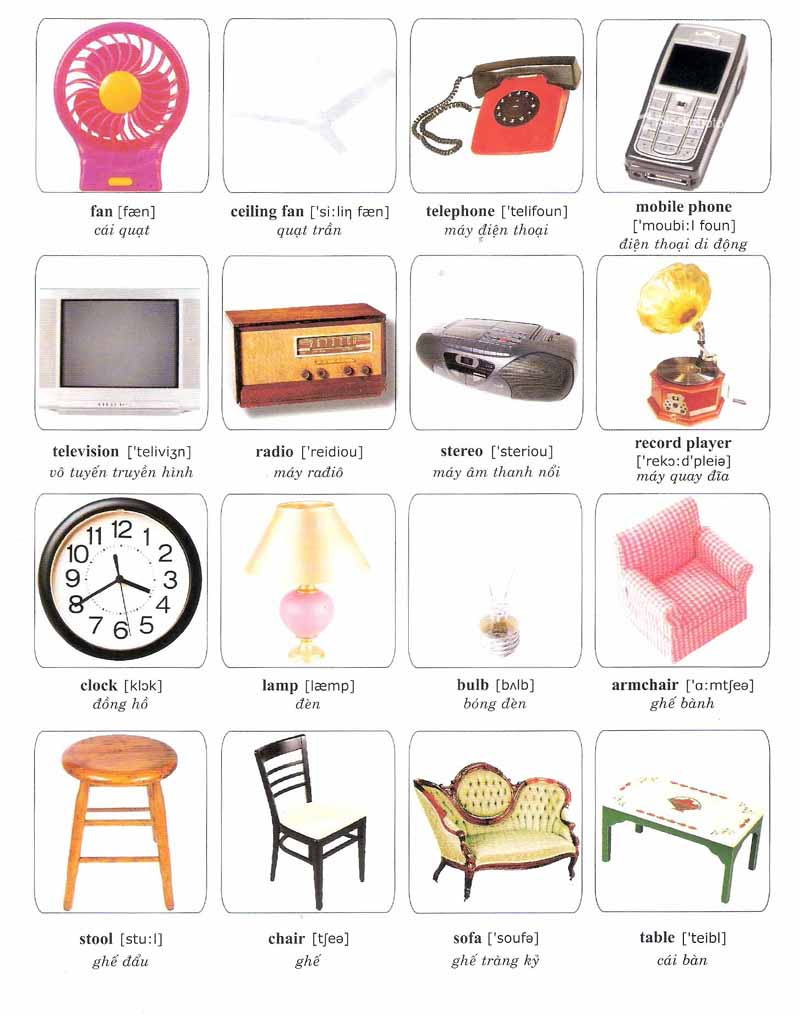 fan [fæn]
cái quạt
ceiling fan ['si:liŋ fæn]
quạt trần
telephone ['telifoun]
máy điện thoại
mobile phone
['moubi:l foun]
điện thoại di động
television ['teliviʒn]
vô tuyến truyền hình
radio ['reidiou]
máy rađiô
stereo ['steriou]
máy âm thanh nổi
record player
['rekɔ:d'pleiə]
máy quay đĩa
11 12 1
10 2
9 3
8 4
7 6 5
clock [klɔk]
đồng hồ
lamp [læmp]
đèn
bulb [bʌlb]
bóng đèn
armchair ['ɑ:mtʃeə]
ghế bành
stool [stu:l]
ghế đẩu
chair [tʃeə]
ghế
sofa ['soufə]
ghế tràng kỷ
table ['teibl]
cái bàn